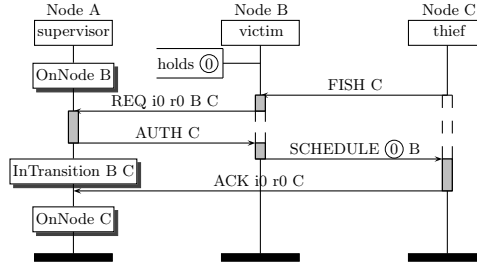 Node A
Node B
Node C
supervisor
victim
thief
holds 0
OnNode B
FISH C
REQ i0 r0 B C
AUTH C
SCHEDULE 0 B
InTransition B C
ACK i0 r0 C
OnNode C